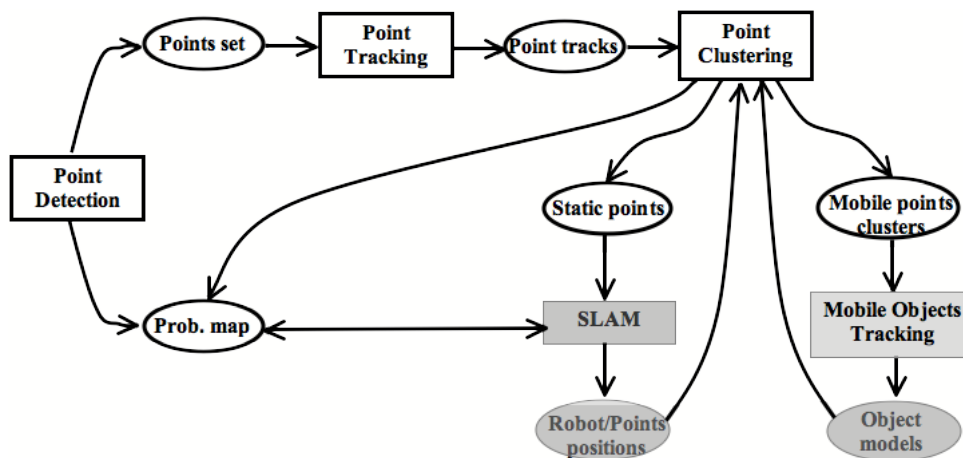 Points set
Point
Tracking
Point tracks
Point
Clustering
Point
Detection
Static points
Mobile points
clusters
Prob. map
SLAM
Mobile Objects
Tracking
Robot/Points
positions
Object
models